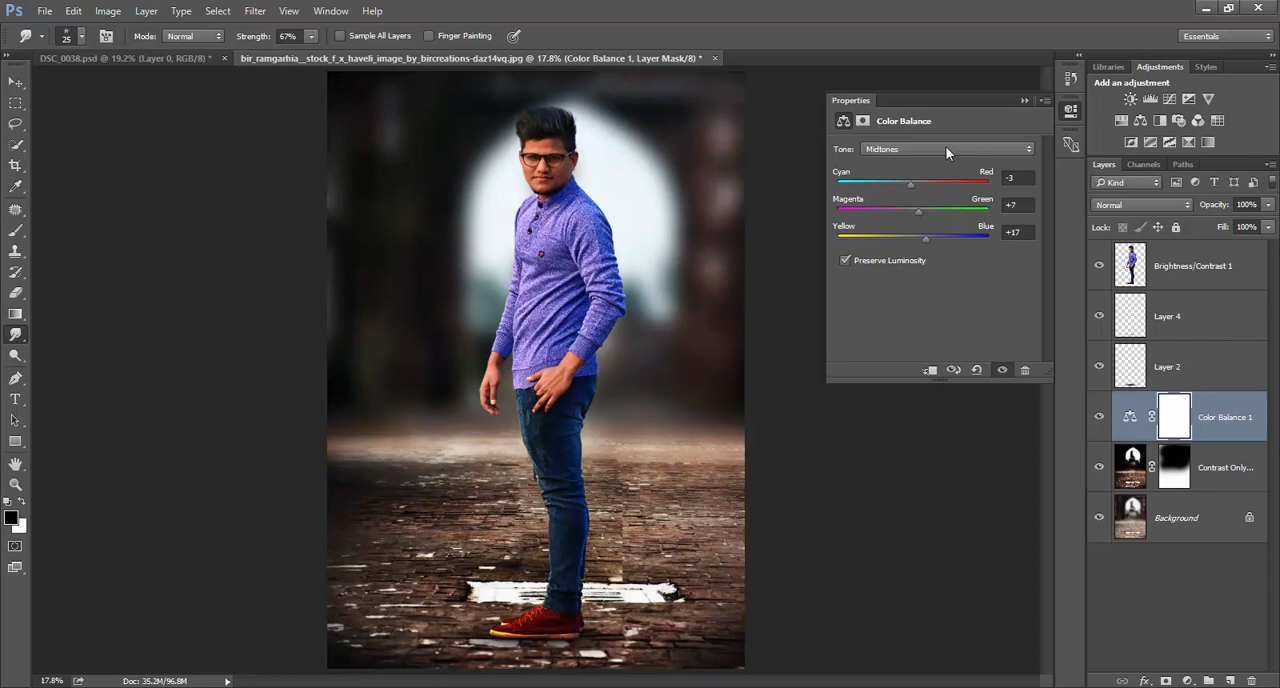 Ps File Edit Image Layer Type Select Filter View Window Help
25 Mode: Normal Strength: 67% Sample All Layers Finger Painting Essentials
DSC_0038.psd @ 19.2% (Layer 0, RGB/8) * × bir_ramgarhia__stock_f_x_haveli_image_by_bircreations-daz14vq.jpg @ 17.8% (Color Balance 1, Layer Mask/8) * ×
Properties
Color Balance
Tone: Midtones
Cyan Red -3
Magenta Green +7
Yellow Blue +17
Preserve Luminosity
Libraries Adjustments Styles
Add an adjustment
Layers Channels Paths
Kind
Normal Opacity: 100%
Lock: Fill: 100%
Brightness/Contrast 1
Layer 4
Layer 2
Color Balance 1
Contrast Only...
Background
17.8% Doc: 35.2M/96.8M